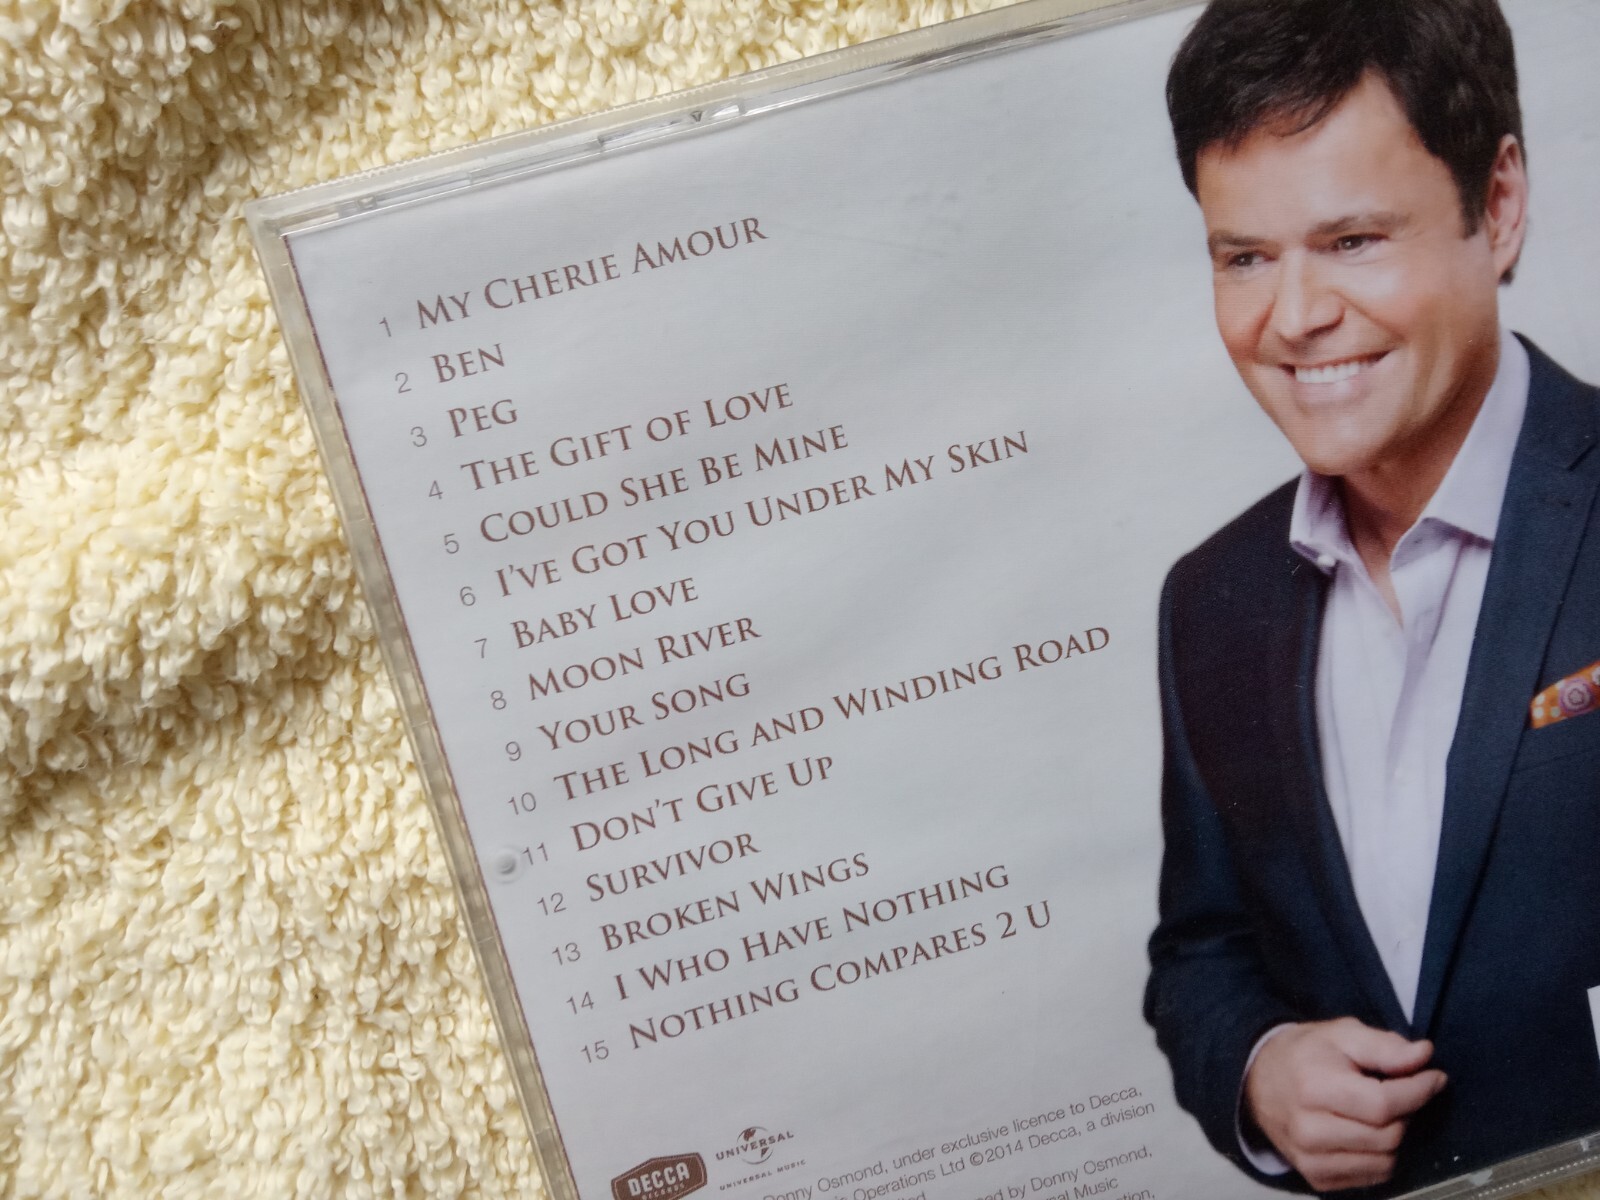 1 MY CHERIE AMOUR
2 BEN
3 PEG
4 THE GIFT OF LOVE
5 COULD SHE BE MINE
6 I'VE GOT YOU UNDER MY SKIN
7 BABY LOVE
8 MOON RIVER
9 YOUR SONG
10 THE LONG AND WINDING ROAD
11 DON'T GIVE UP
12 SURVIVOR
13 BROKEN WINGS
14 I WHO HAVE NOTHING
15 NOTHING COMPARES 2 U
DECCA
RECORDS
UNIVERSAL
UNIVERSAL MUSIC
Donny Osmond, under exclusive licence to Decca,
Operations Ltd ©2014 Decca, a division
by Donny Osmond,
Music